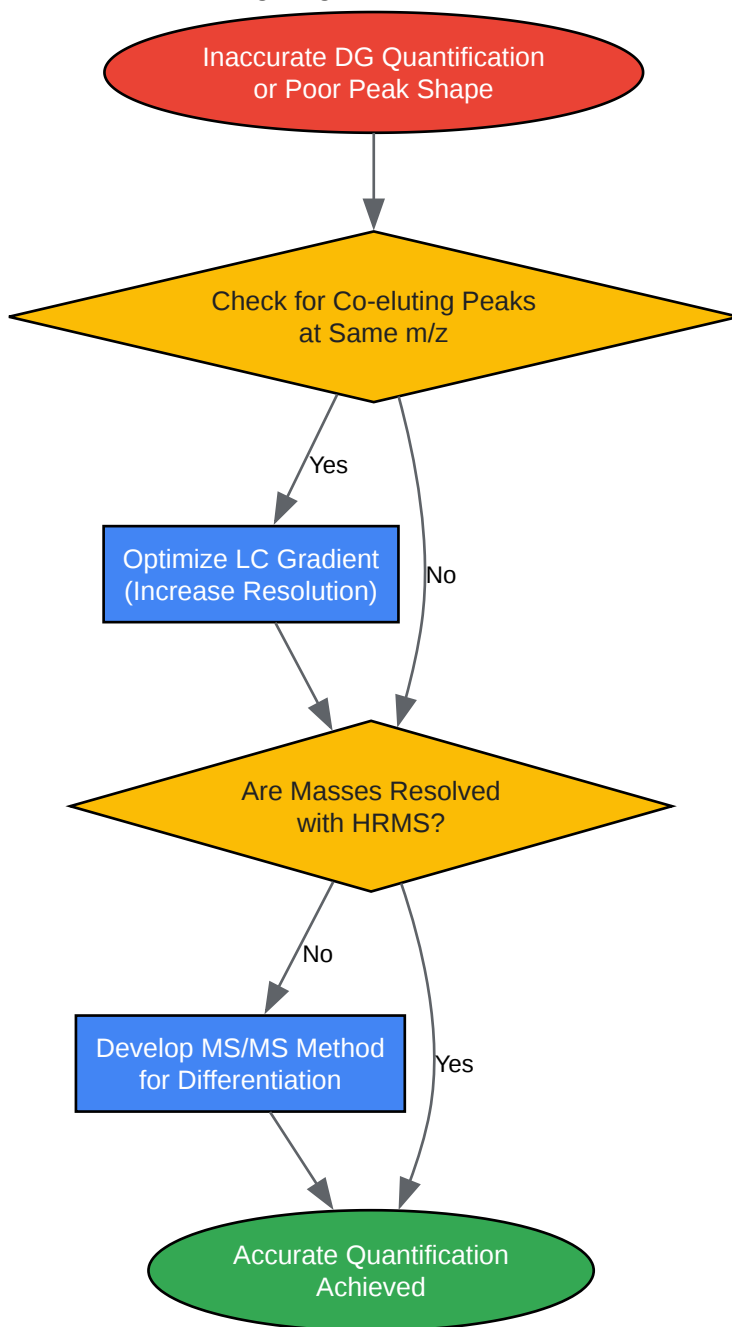 Inaccurate DG Quantification
or Poor Peak Shape
Check for Co-eluting Peaks
at Same m/z
Yes
Optimize LC Gradient
(Increase Resolution)
No
Are Masses Resolved
with HRMS?
No
Develop MS/MS Method
for Differentiation
Yes
Accurate Quantification
Achieved